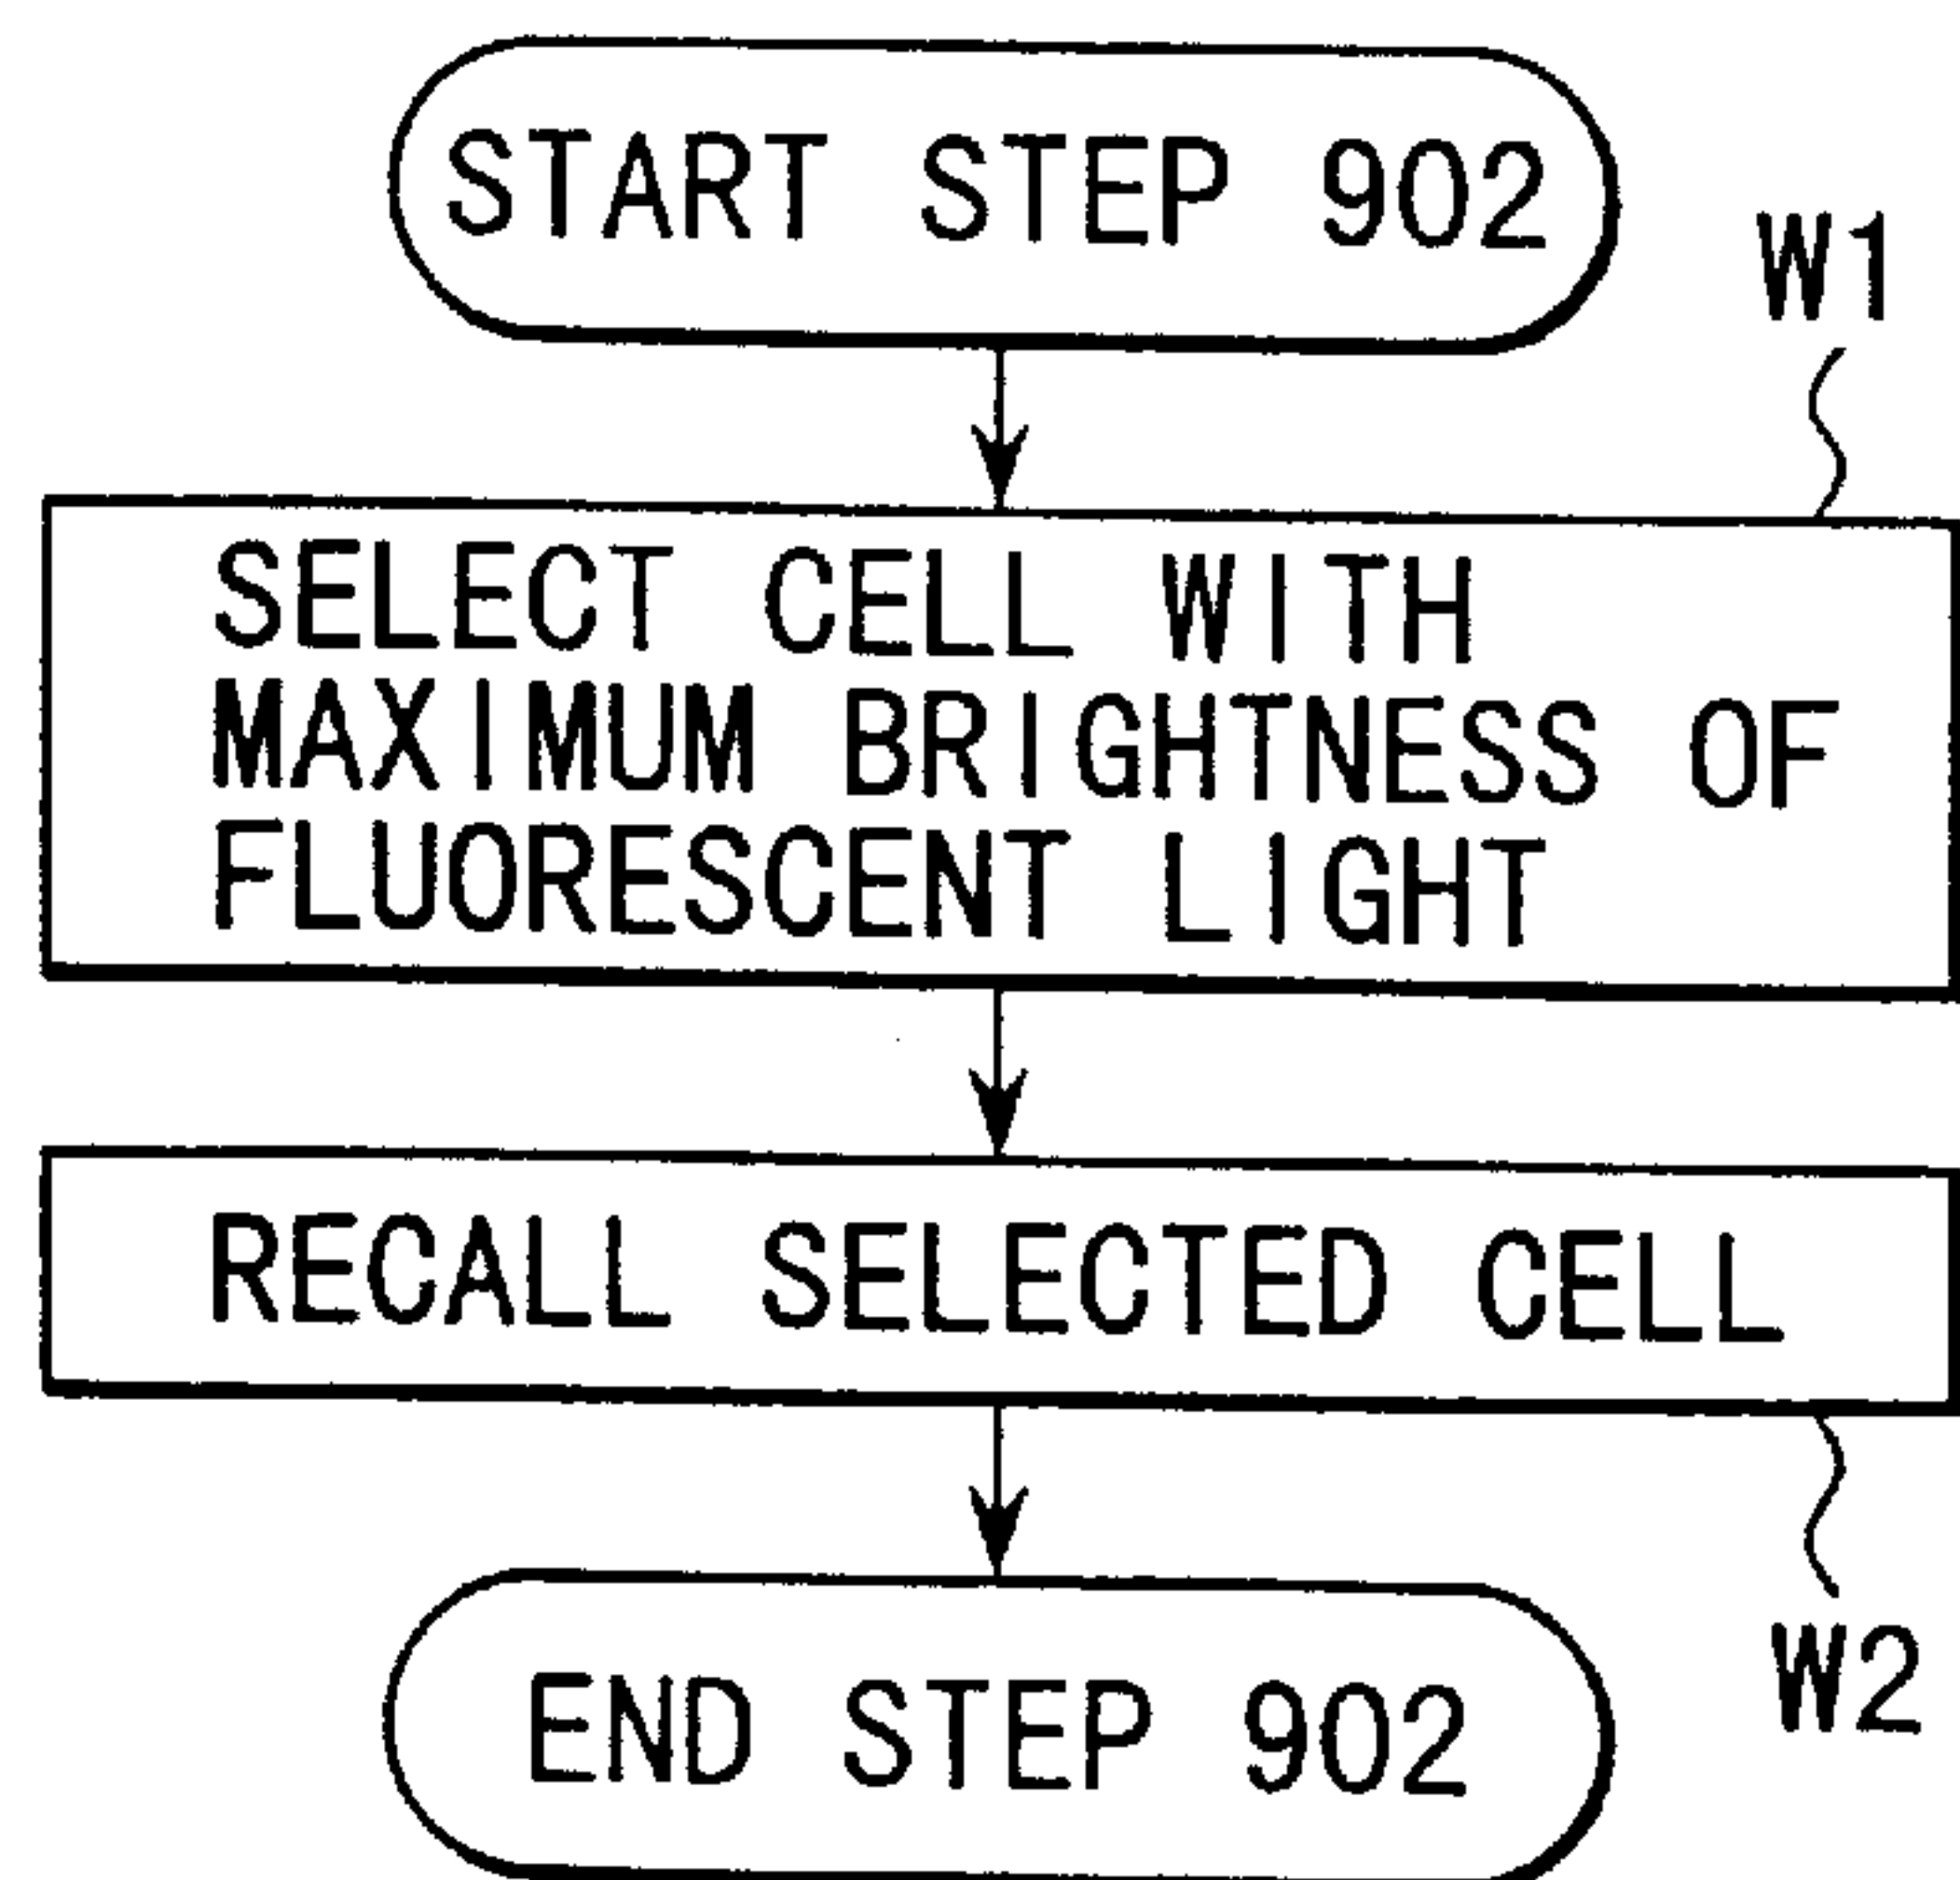 START STEP 902
W1
SELECT CELL WITH
MAXIMUM BRIGHTNESS OF
FLUORESCENT LIGHT
RECALL SELECTED CELL
W2
END STEP 902